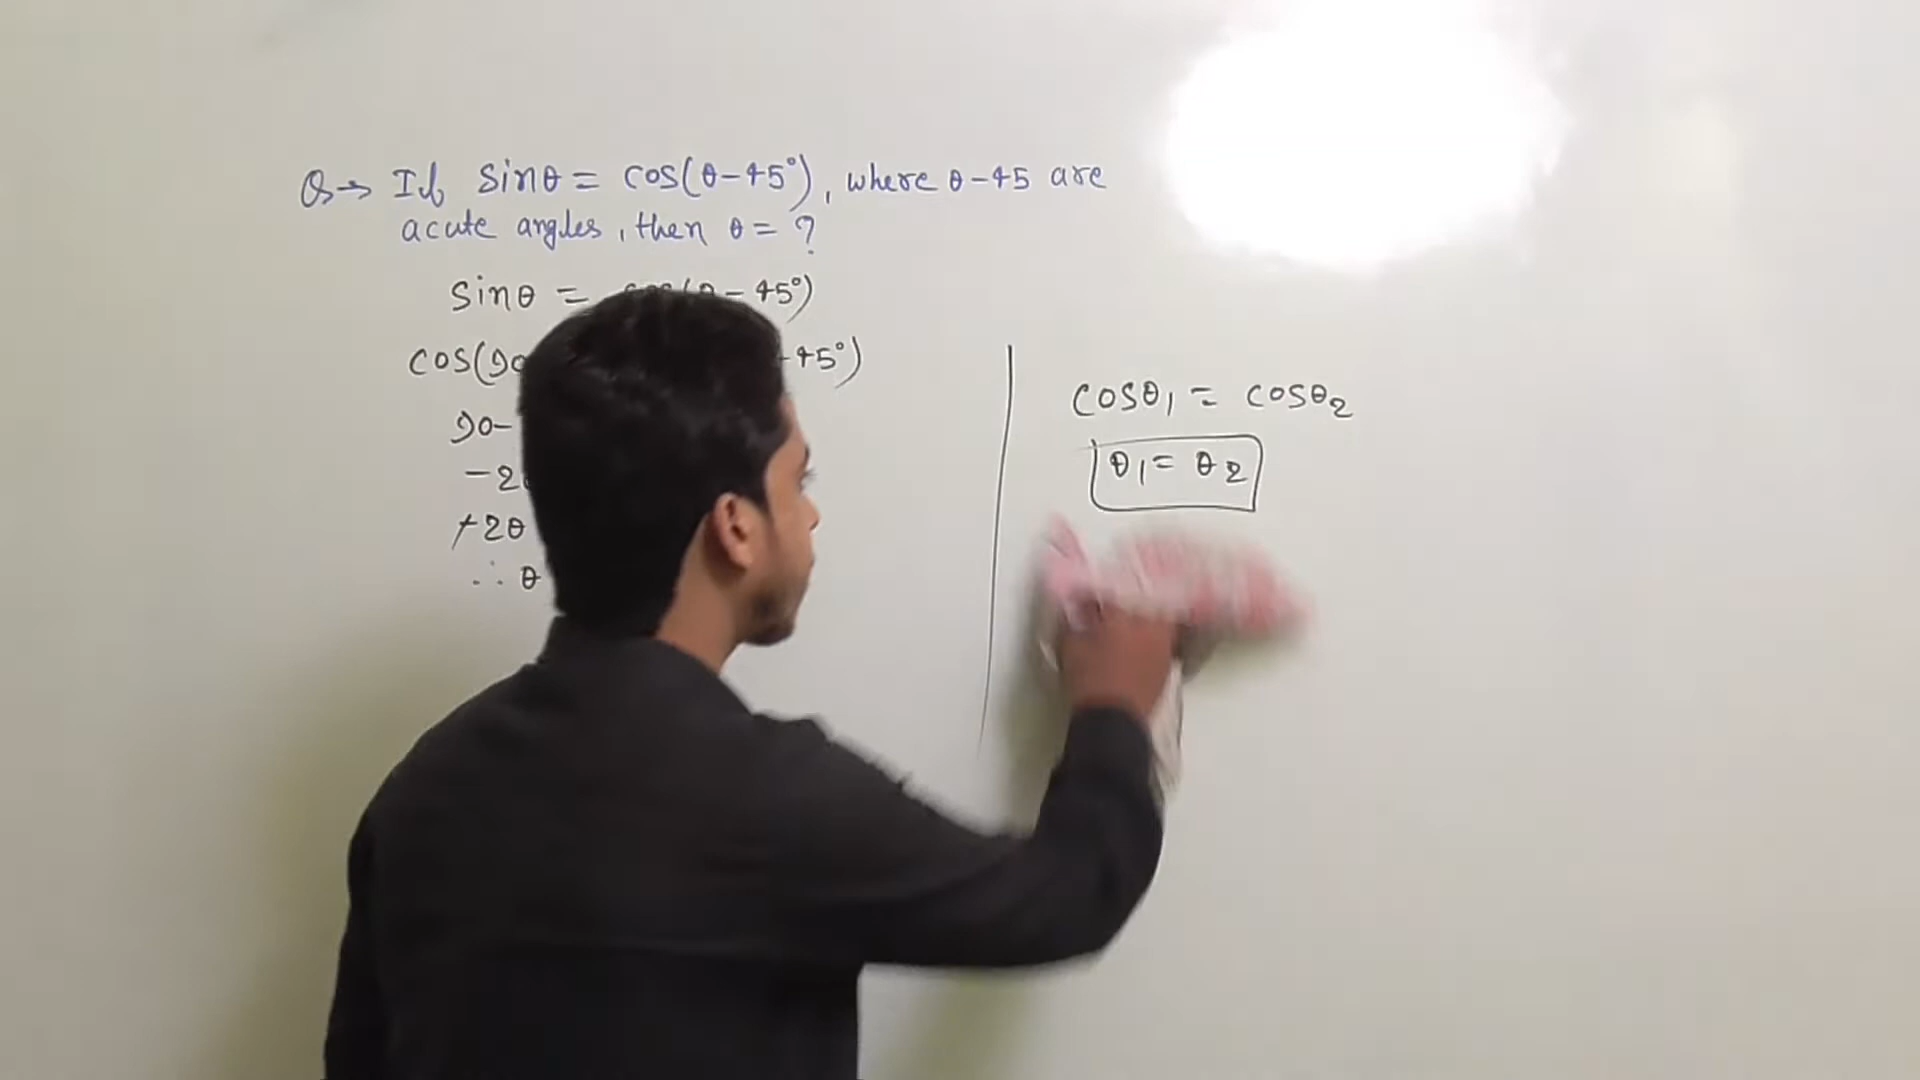 Q→ If sinθ = cos(θ-45°), where θ-45 are
acute angles, then θ = ?
sinθ = - 45°)
cos(90 45°)
90-
-2
+2θ
∴ θ
cosθ₁ = cosθ₂
θ₁ = θ₂